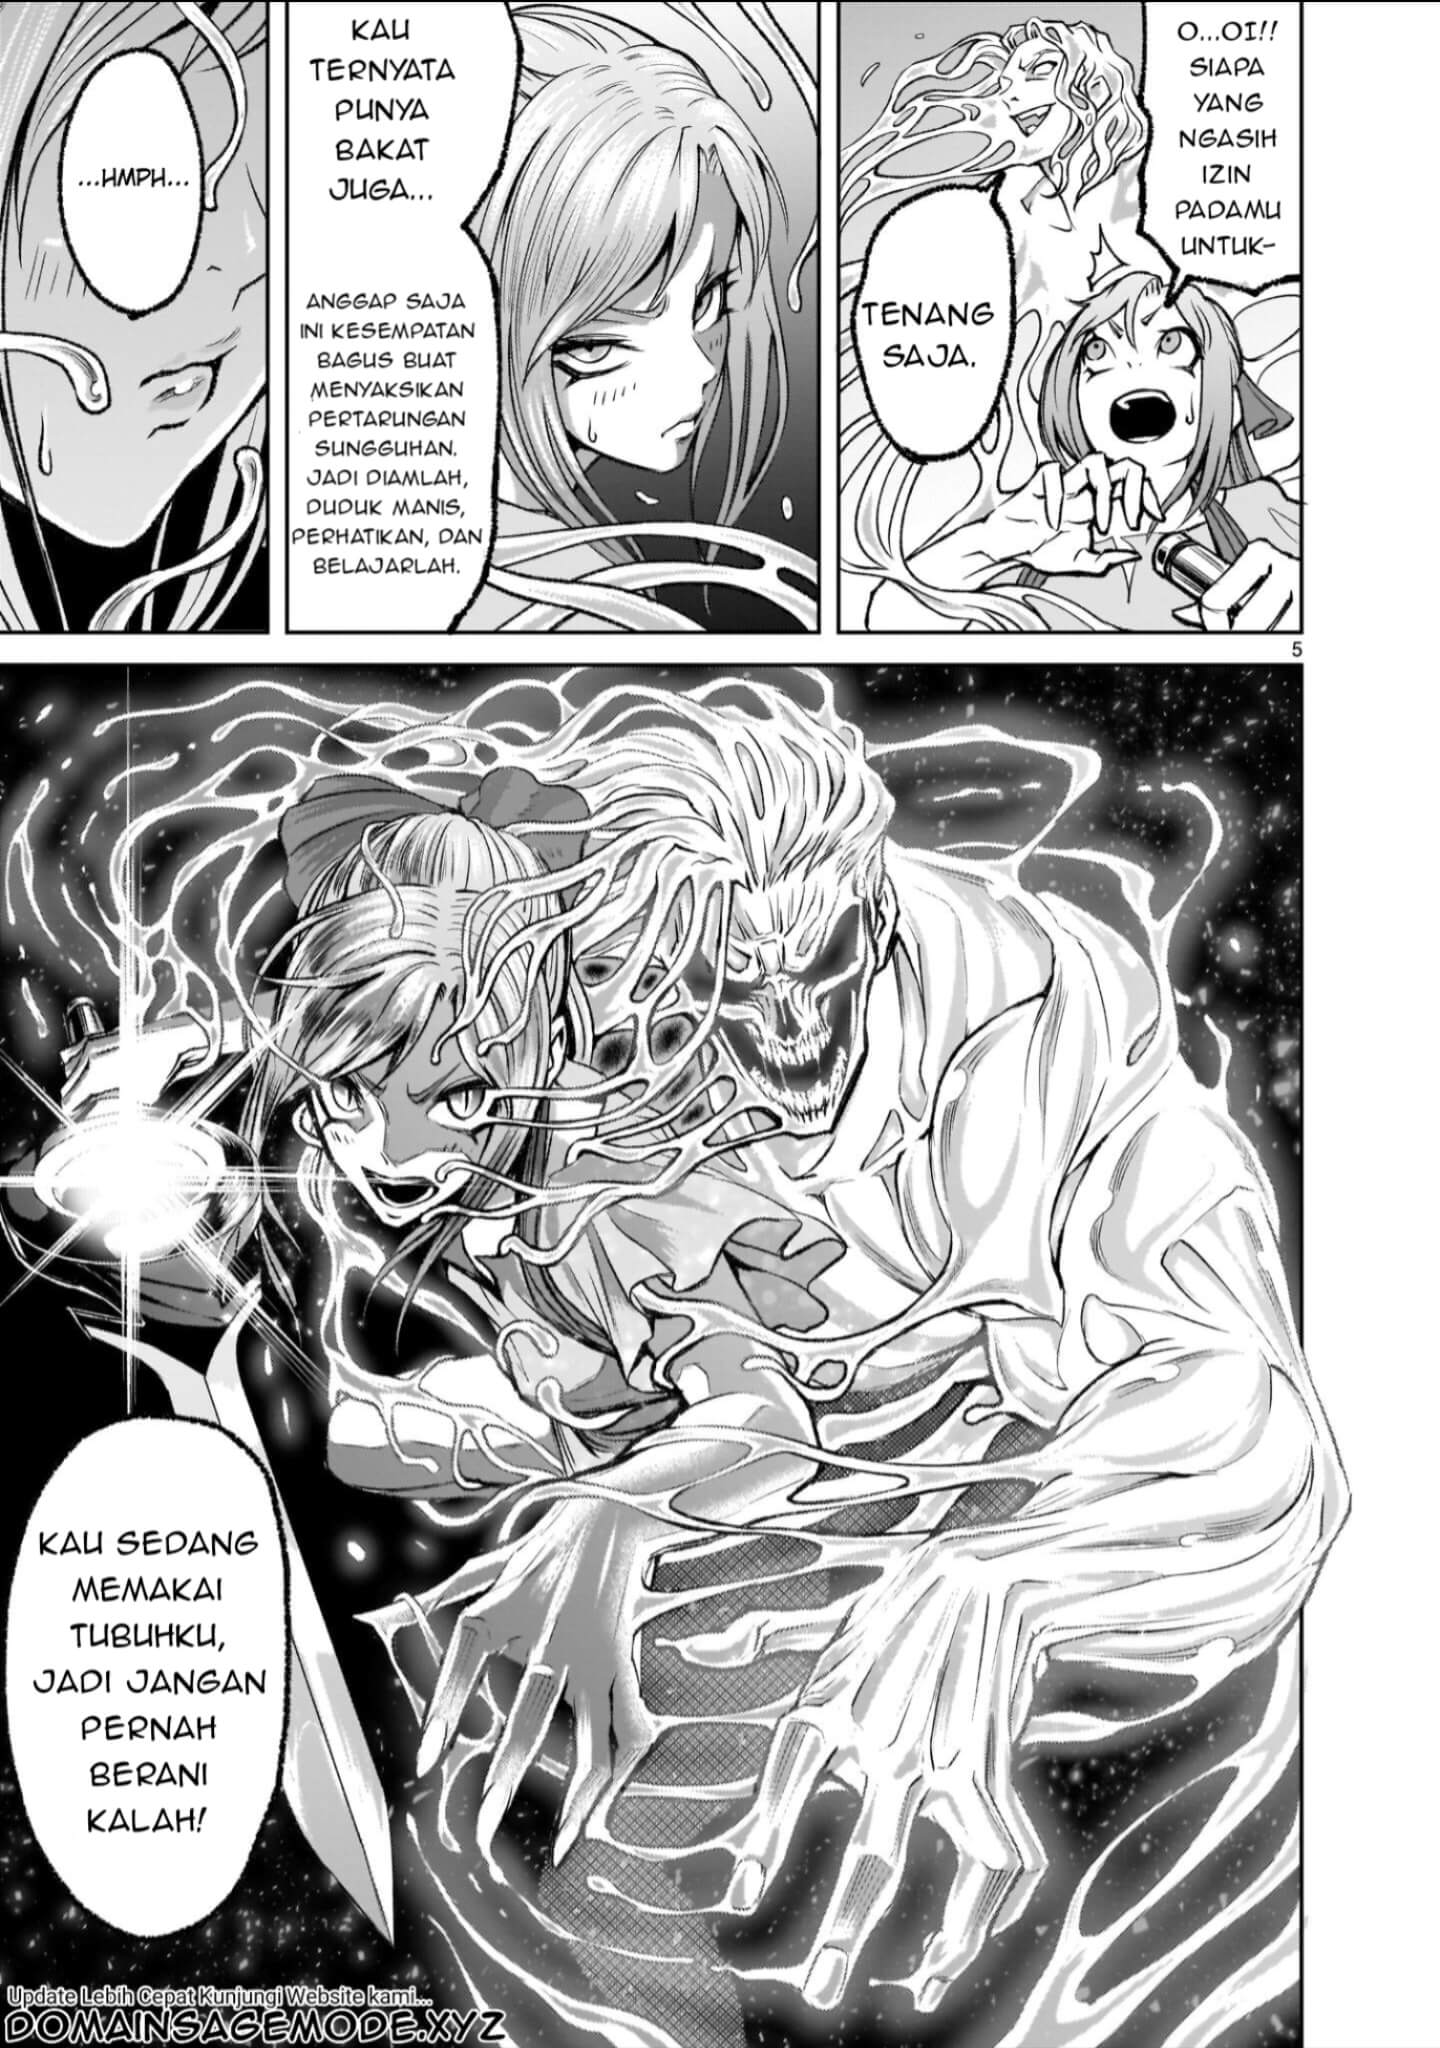 O...OI!!
SIAPA
YANG
NGASIH
IZIN
PADAMU
UNTUK-
TENANG
SAJA.
KAU
TERNYATA
PUNYA
BAKAT
JUGA...
ANGGAP SAJA
INI KESEMPATAN
BAGUS BUAT
MENYAKSIKAN
PERTARUNGAN
SUNGGUHAN.
JADI DIAMLAH,
DUDUK MANIS,
PERHATIKAN, DAN
BELAJARLAH.
...HMPH...
5
KAU SEDANG
MEMAKAI
TUBUHKU,
JADI JANGAN
PERNAH
BERANI
KALAH!
Update Lebih Cepat Kunjungi Website kami...
DOMAINSAGEMODE.XYZ